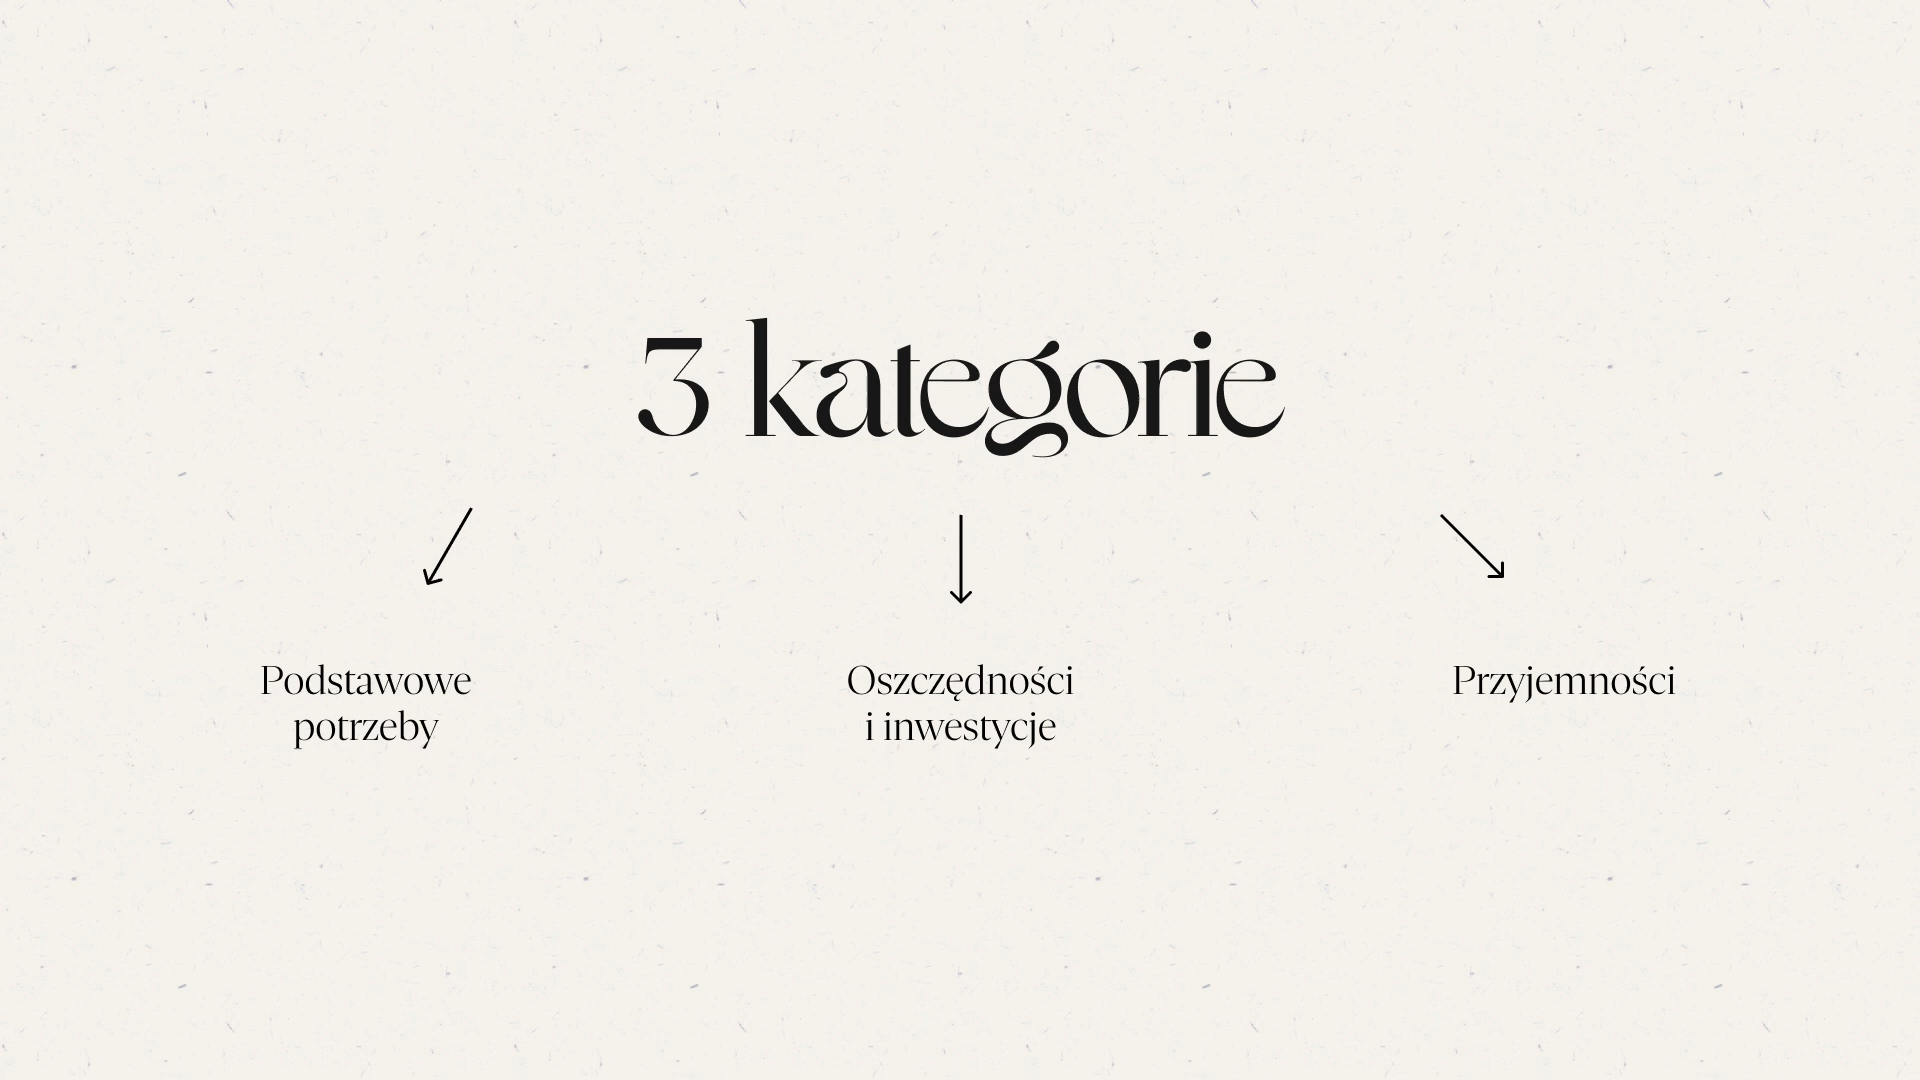 3 kategorie
Podstawowe
potrzeby
Oszczędności
i inwestycje
Przyjemności